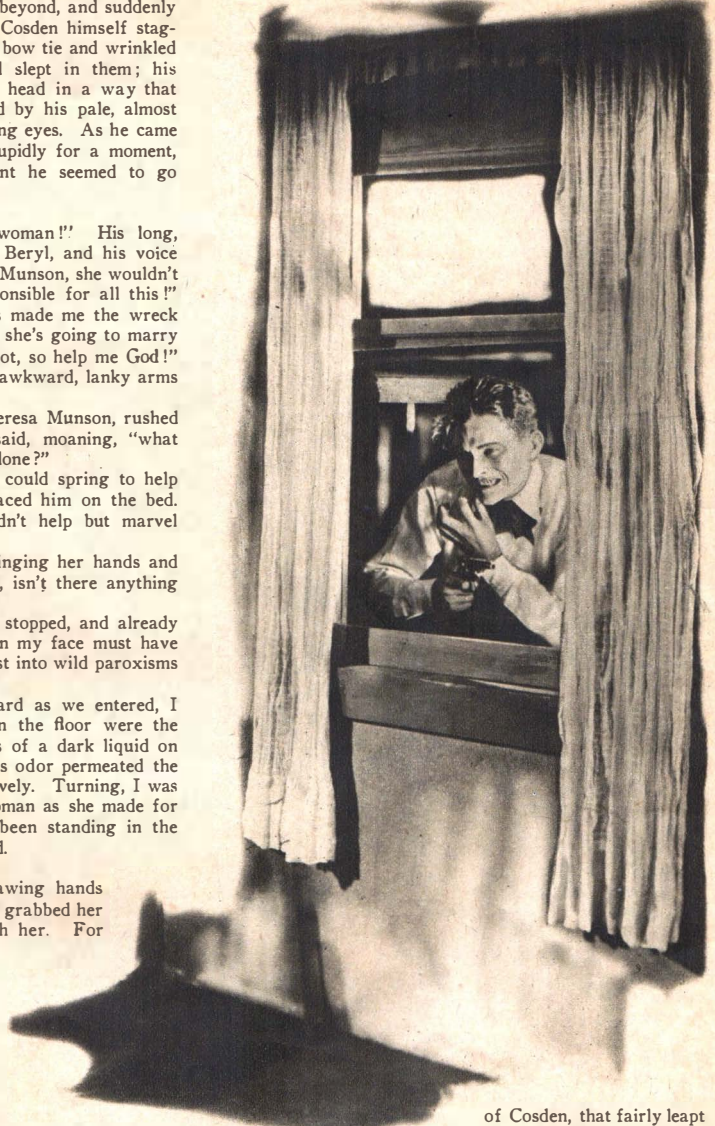 beyond, and suddenly
Cosden himself stag-
bow tie and wrinkled
slept in them; his
head in a way that
d by his pale, almost
ng eyes. As he came
upidly for a moment,
nt he seemed to go
woman!" His long,
Beryl, and his voice
Munson, she wouldn't
onsible for all this!"
s made me the wreck
she's going to marry
ot, so help me God!"
awkward, lanky arms
eresa Munson, rushed
said, moaning, "what
lone?"
could spring to help
aced him on the bed.
dn't help but marvel
inging her hands and
, isn't there anything
stopped, and already
n my face must have
st into wild paroxisms
ard as we entered, I
n the floor were the
s of a dark liquid on
s odor permeated the
vely. Turning, I was
oman as she made for
been standing in the
d.
awing hands
grabbed her
h her. For
of Cosden, that fairly leapt